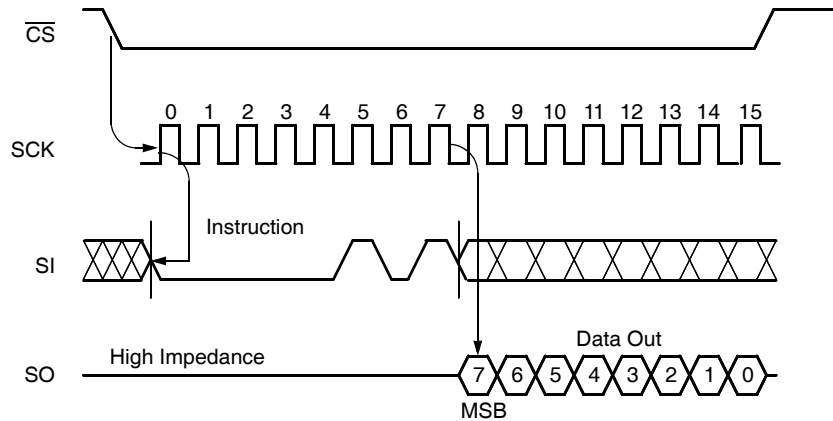 CS
0 1 2 3 4 5 6 7 8 9 10 11 12 13 14 15
SCK
Instruction
SI
High Impedance
Data Out
SO
7 6 5 4 3 2 1 0
MSB